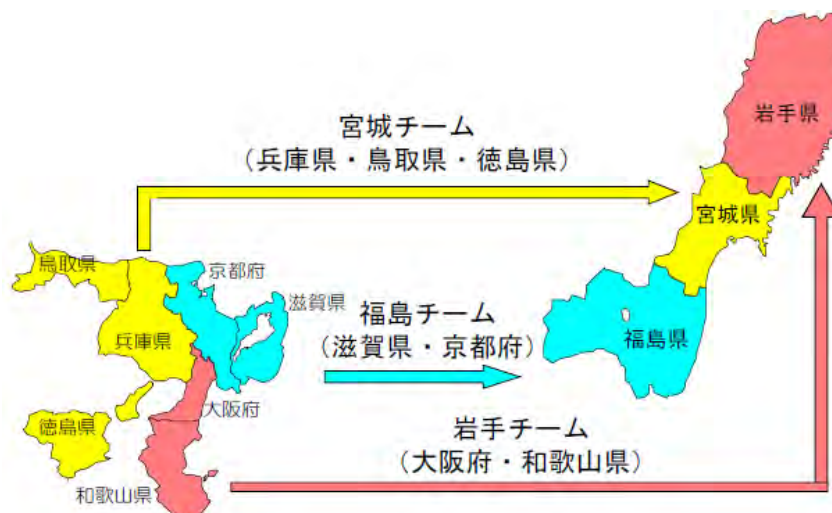 宮城チーム
（兵庫県・鳥取県・徳島県）
岩手県
宮城県
鳥取県
京都府
滋賀県
兵庫県
福島チーム
（滋賀県・京都府）
福島県
大阪府
徳島県
和歌山県
岩手チーム
（大阪府・和歌山県）